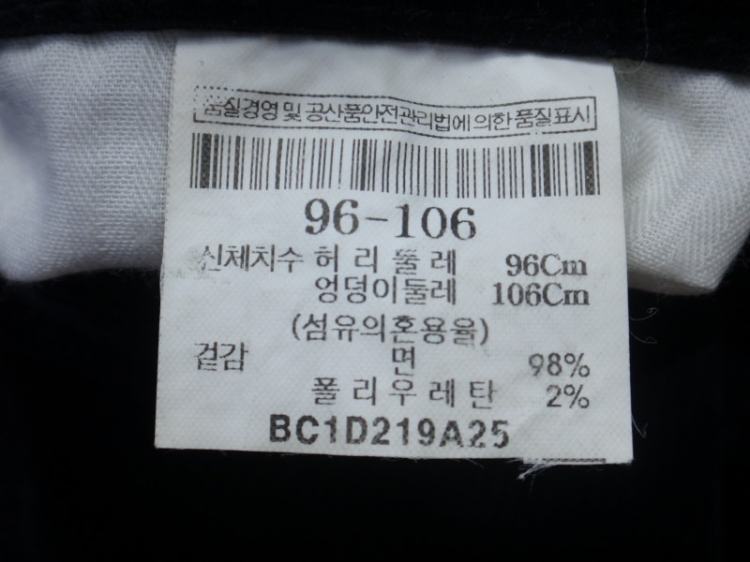 품질경영 및 공산품안전관리법에 의한 품질표시
96-106
신체치수 허 리 둘 레 96Cm
엉덩이둘레 106Cm
(섬유의혼용율)
겉감 면 98%
폴 리 우 레 탄 2%
BC1D219A25